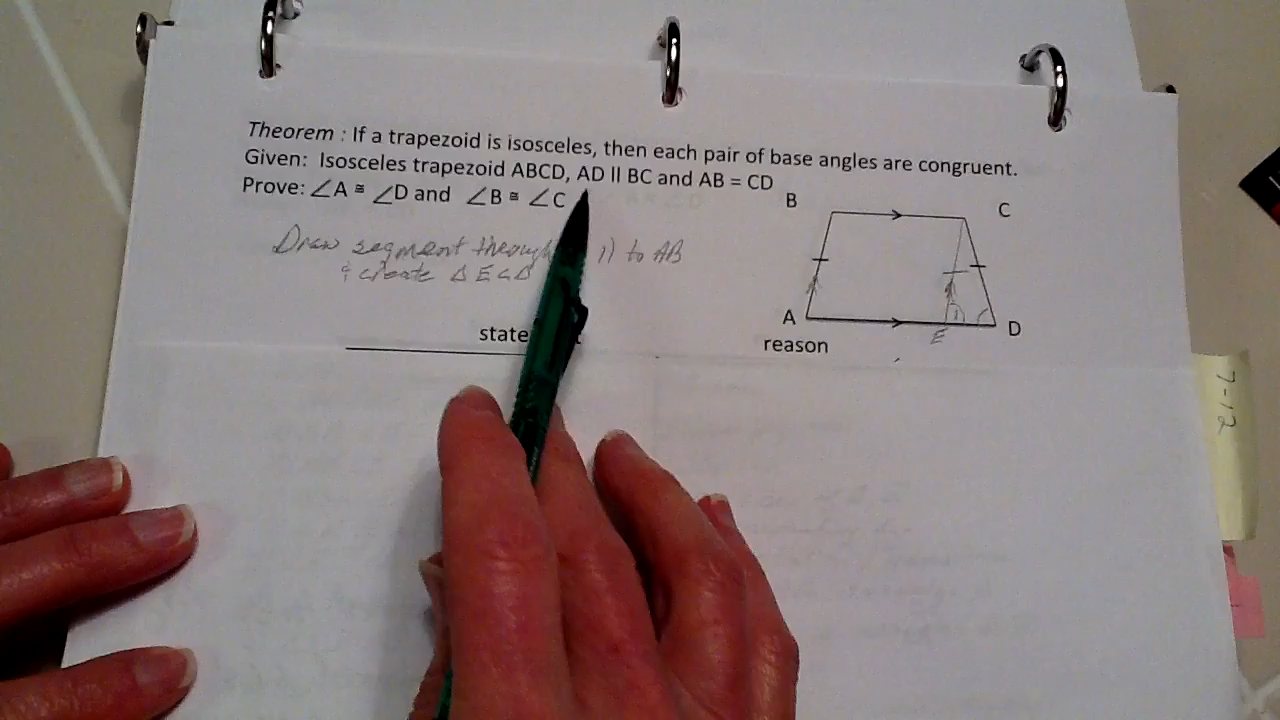 Theorem : If a trapezoid is isosceles, then each pair of base angles are congruent.
Given: Isosceles trapezoid ABCD, AD ll BC and AB = CD
Prove: ∠A ≅ ∠D and ∠B ≅ ∠C
B
C
Draw segment through || to AB
& create Δ ECD
A
D
1
E
state
reason
7-12